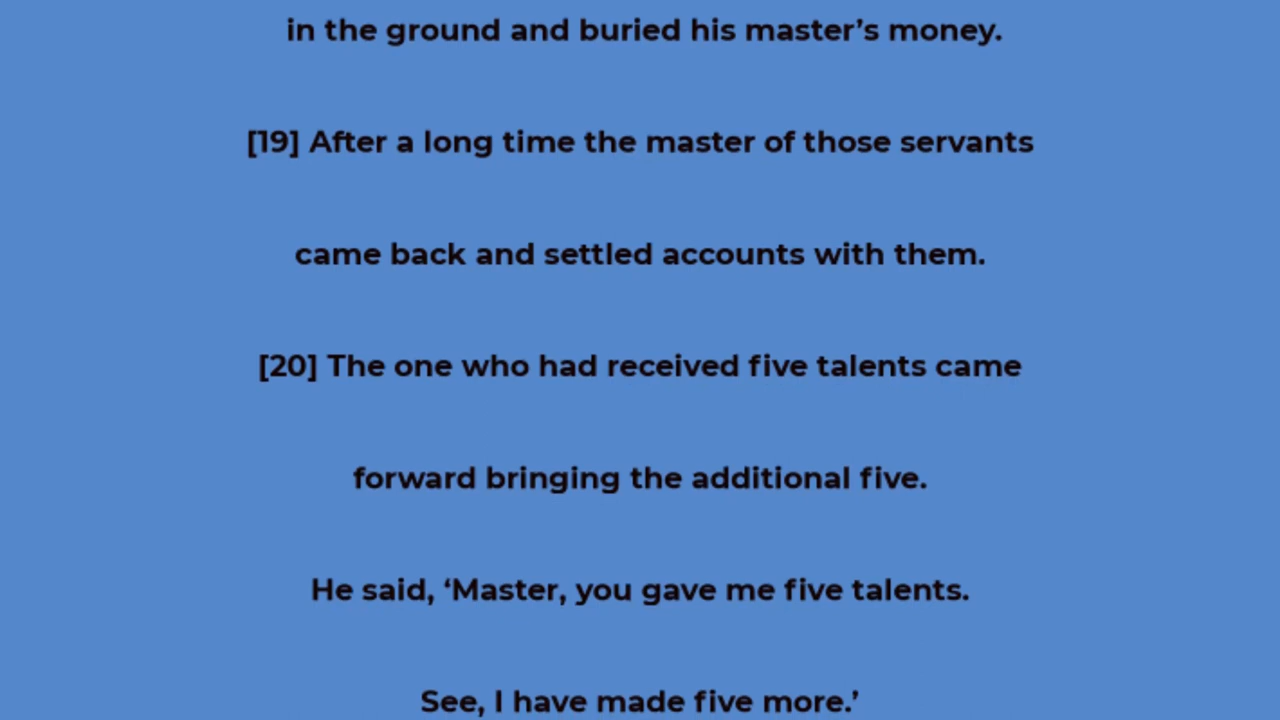 in the ground and buried his master’s money.
[19] After a long time the master of those servants
came back and settled accounts with them.
[20] The one who had received five talents came
forward bringing the additional five.
He said, ‘Master, you gave me five talents.
See, I have made five more.’